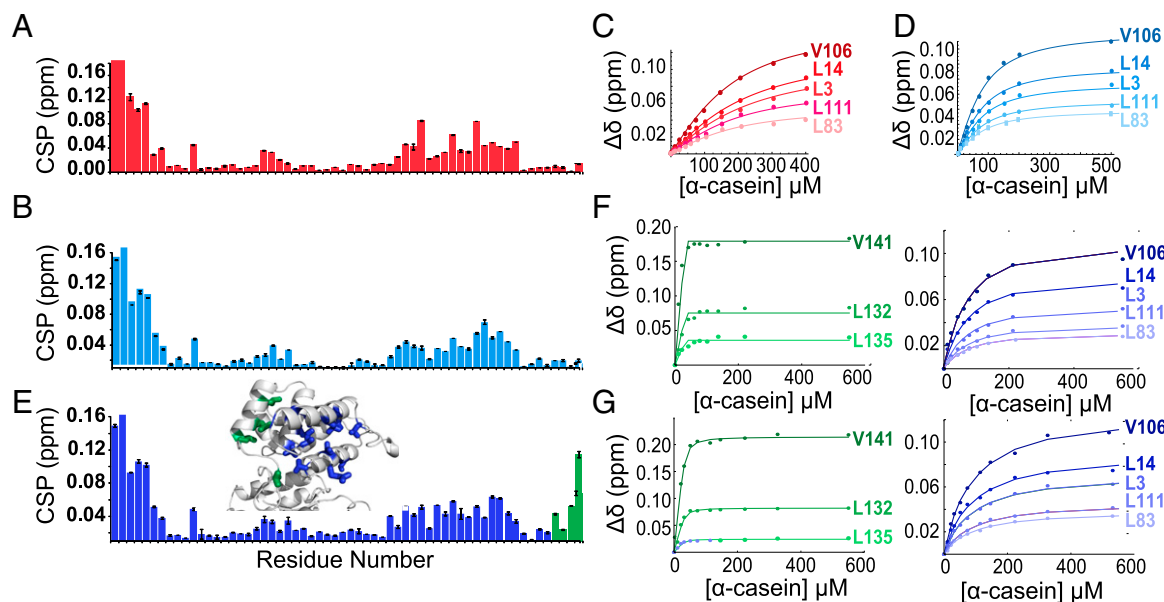 A
CSP (ppm)
0.16
0.12
0.08
0.04
0.00
B
CSP (ppm)
0.16
0.12
0.08
0.04
E
CSP (ppm)
0.16
0.12
0.08
0.04
Residue Number
C
Δδ (ppm)
0.10
0.06
0.02
100 200 300 400
[α-casein] μM
V106
L14
L3
L111
L83
D
Δδ (ppm)
0.10
0.08
0.06
0.04
0.02
100 300 500
[α-casein] μM
V106
L14
L3
L111
L83
F
Δδ (ppm)
0.20
0.15
0.10
0.05
0 200 400 600
V141
L132
L135
0.10
0.06
0.02
0 200 400 600
V106
L14
L3
L111
L83
G
Δδ (ppm)
0.20
0.10
0.05
0
0 200 400 600
[α-casein] μM
V141
L132
L135
0.10
0.06
0.02
0 200 400 600
[α-casein] μM
V106
L14
L3
L111
L83